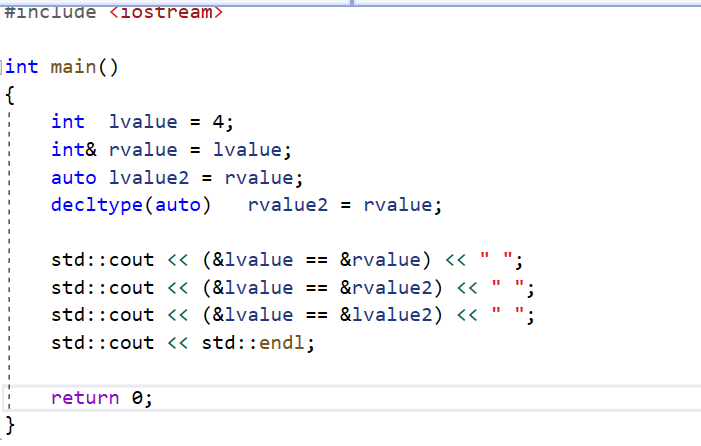 #include <iostream>
int main()
{
int  lvalue = 4;
int& rvalue = lvalue;
auto lvalue2 = rvalue;
decltype(auto)   rvalue2 = rvalue;
std::cout << (&lvalue == &rvalue) << " ";
std::cout << (&lvalue == &rvalue2) << " ";
std::cout << (&lvalue == &lvalue2) << " ";
std::cout << std::endl;
return 0;
}